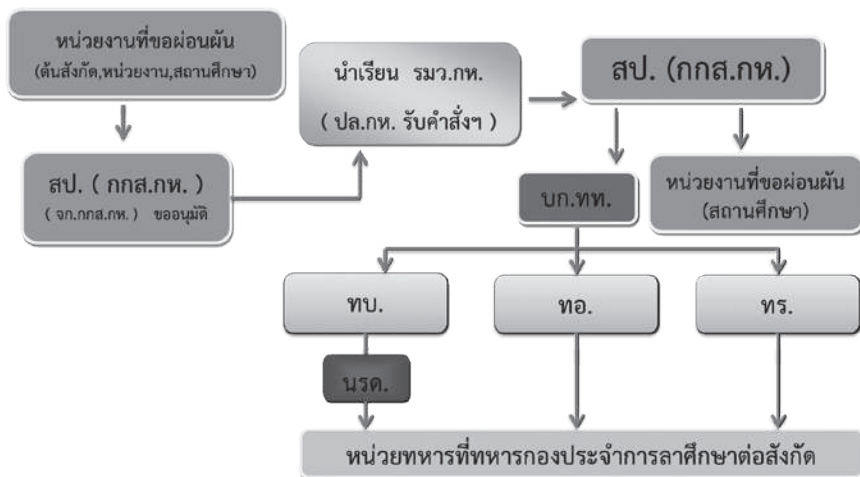 หน่วยงานที่ขอผ่อนผัน
(ต้นสังกัด,หน่วยงาน,สถานศึกษา)
สป. ( กกส.กห. )
( จก.กกส.กห. ) ขออนุมัติ
นำเรียน รมว.กห.
( ปล.กห. รับคำสั่งฯ )
สป. (กกส.กห.)
บก.ทท.
หน่วยงานที่ขอผ่อนผัน
(สถานศึกษา)
ทบ.
ทอ.
ทร.
นรด.
หน่วยทหารที่ทหารกองประจำการลาศึกษาต่อสังกัด